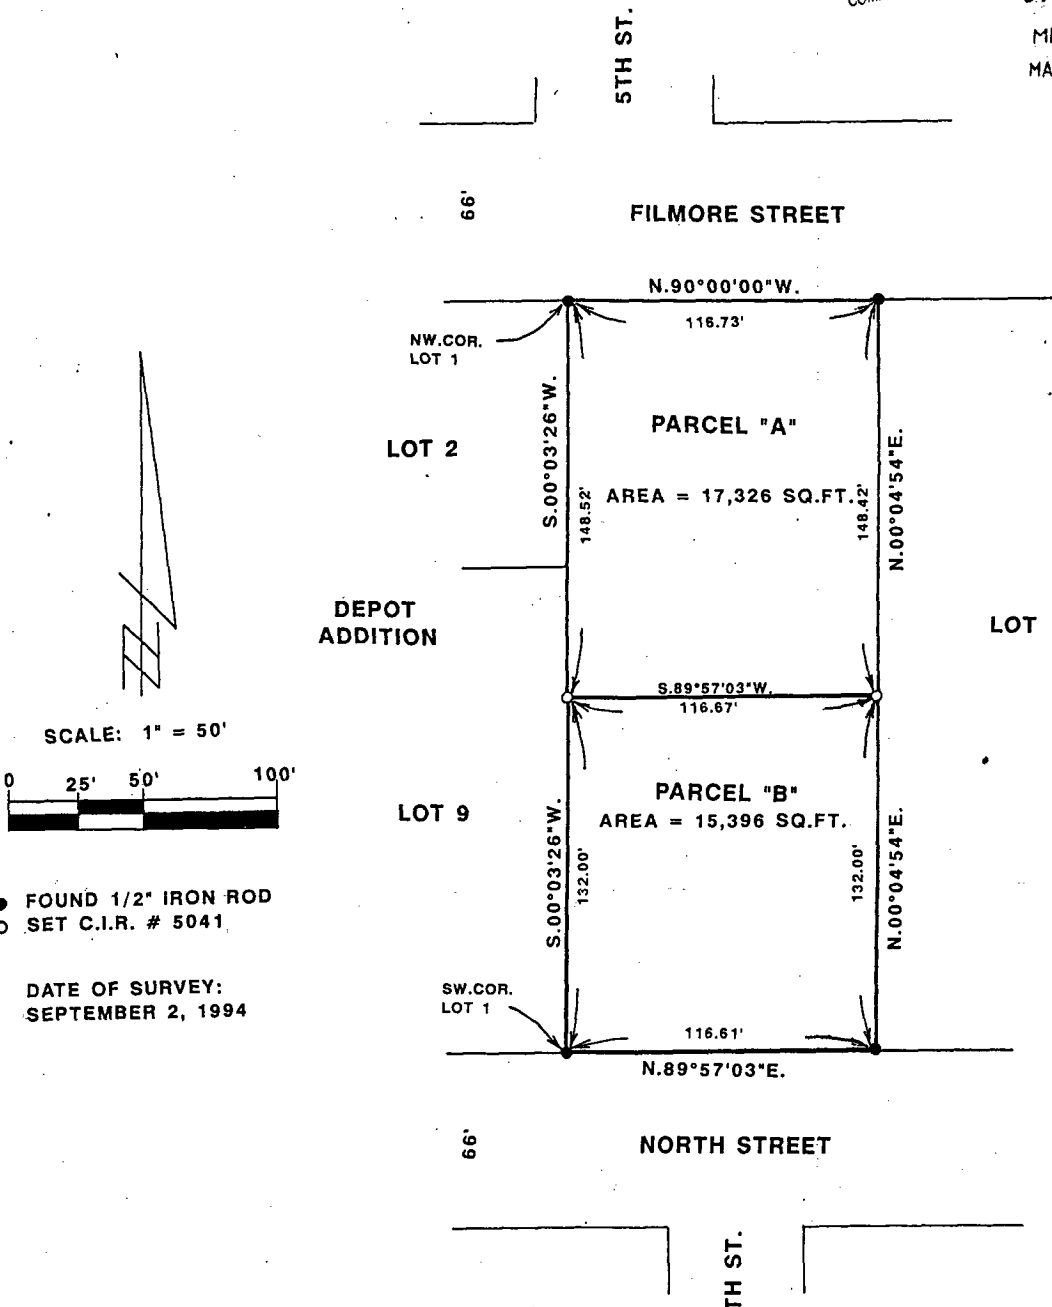 5TH ST.
66'
FILMORE STREET
N.90°00'00"W.
116.73'
NW.COR.
LOT 1
S.00°03'26"W.
148.52'
PARCEL "A"
AREA = 17,326 SQ.FT.
148.42'
N.00°04'54"E.
LOT 2
DEPOT
ADDITION
LOT
S.89°57'03"W.
116.67'
SCALE: 1" = 50'
0 25' 50' 100'
LOT 9
PARCEL "B"
AREA = 15,396 SQ.FT.
S.00°03'26"W.
132.00'
132.00'
N.00°04'54"E.
FOUND 1/2" IRON ROD
SET C.I.R. # 5041
DATE OF SURVEY:
SEPTEMBER 2, 1994
SW.COR.
LOT 1
116.61'
N.89°57'03"E.
66'
NORTH STREET
TH ST.